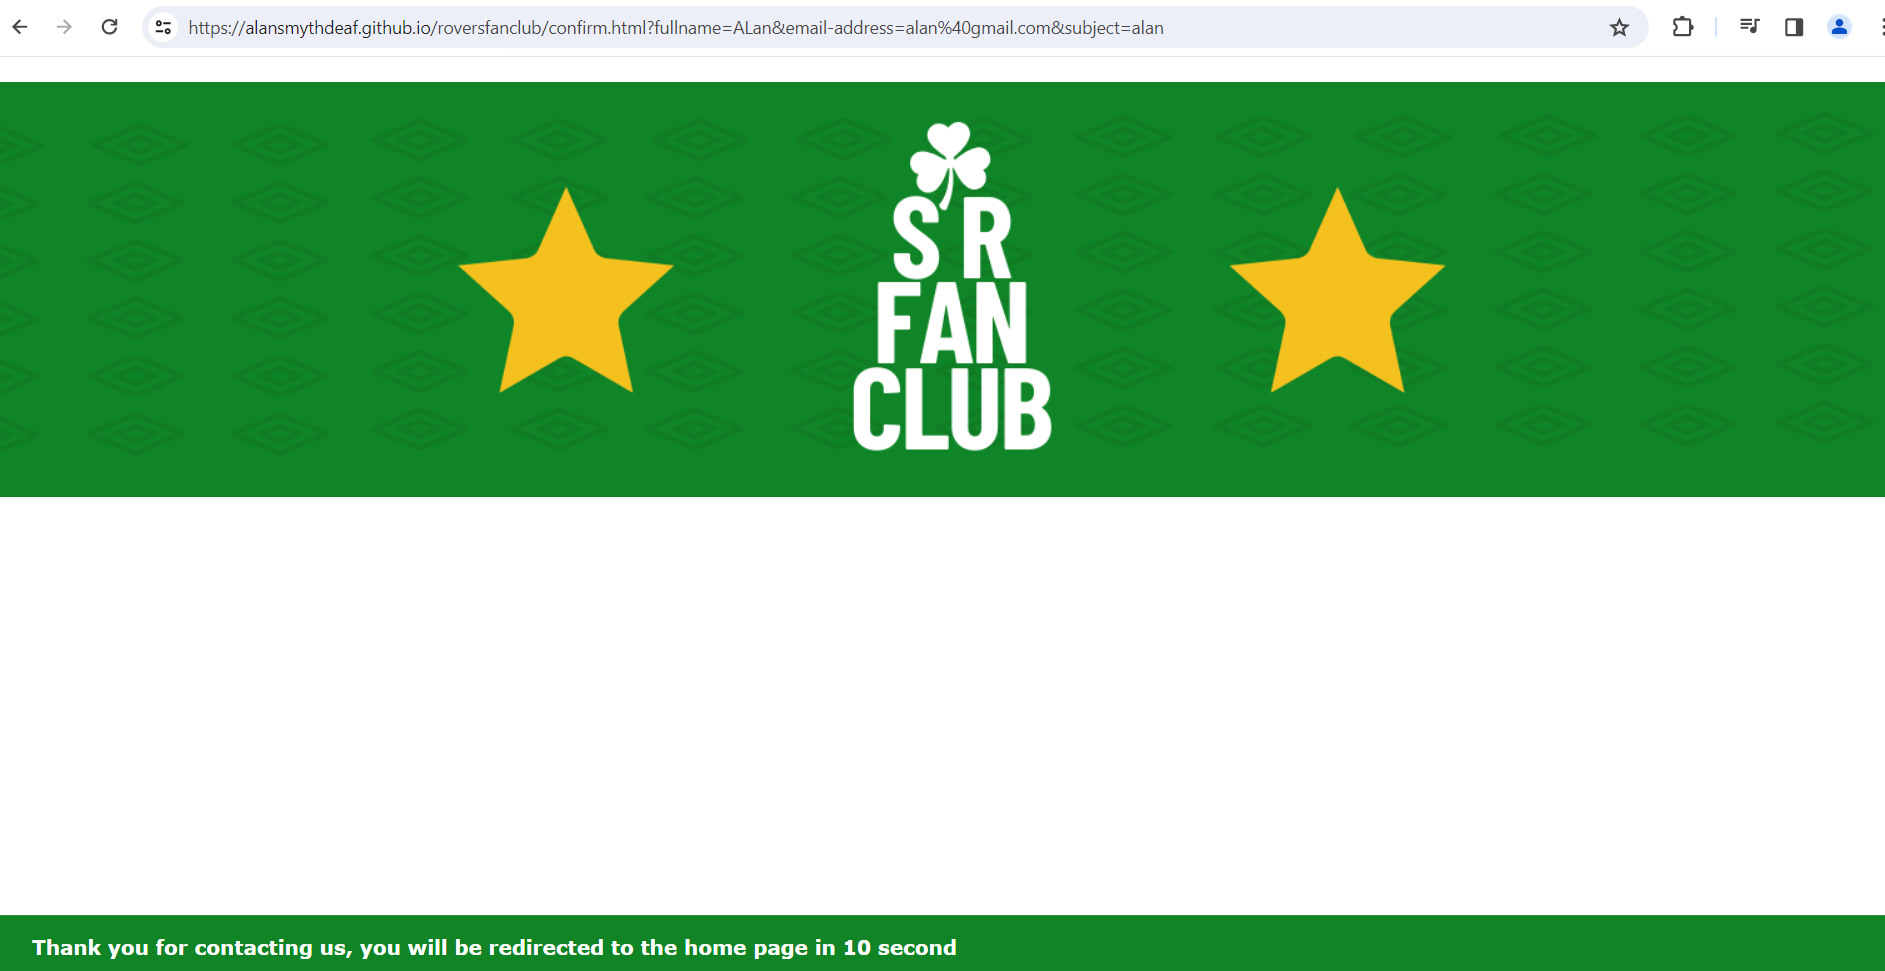 https://alansmythdeaf.github.io/roversfanclub/confirm.html?fullname=ALan&email-address=alan%40gmail.com&subject=alan
S R
FAN
CLUB
Thank you for contacting us, you will be redirected to the home page in 10 second